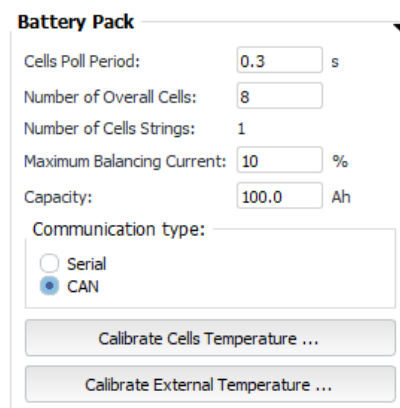 Battery Pack
Cells Poll Period: 0.3 s
Number of Overall Cells: 8
Number of Cells Strings: 1
Maximum Balancing Current: 10 %
Capacity: 100.0 Ah
Communication type:
Serial
CAN
Calibrate Cells Temperature ...
Calibrate External Temperature ...